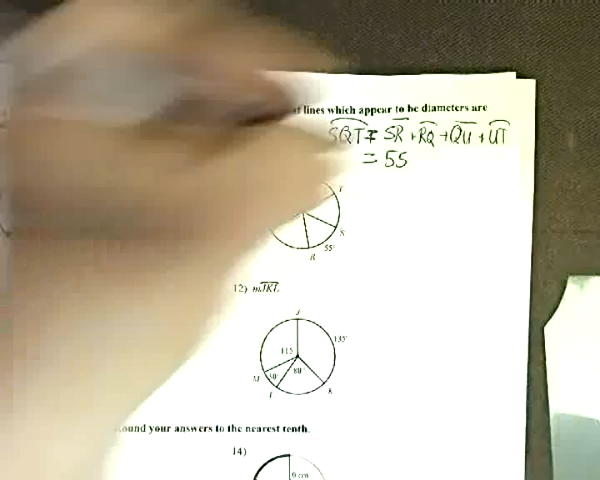 lines which appear to be diameters are
SQT = SR + RQ + QU + UT
= 55
T
S
55°
R
12) mJKL
J
135°
115
M
30°
80°
L
K
ound your answers to the nearest tenth.
14)
6 cm